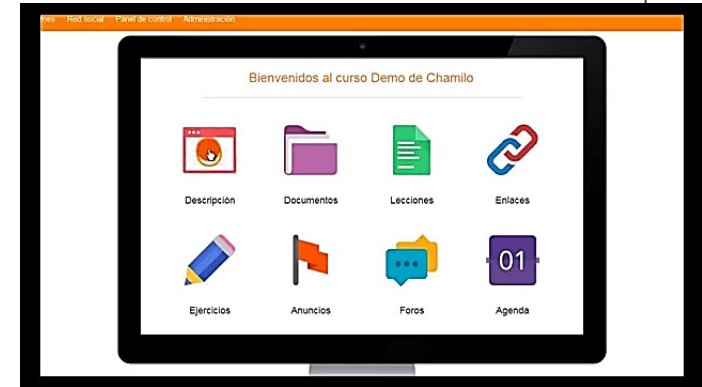 Red social Panel de control Administración
Bienvenidos al curso Demo de Chamilo
Descripción Documentos Lecciones Enlaces
01
Ejercicios Anuncios Foros Agenda